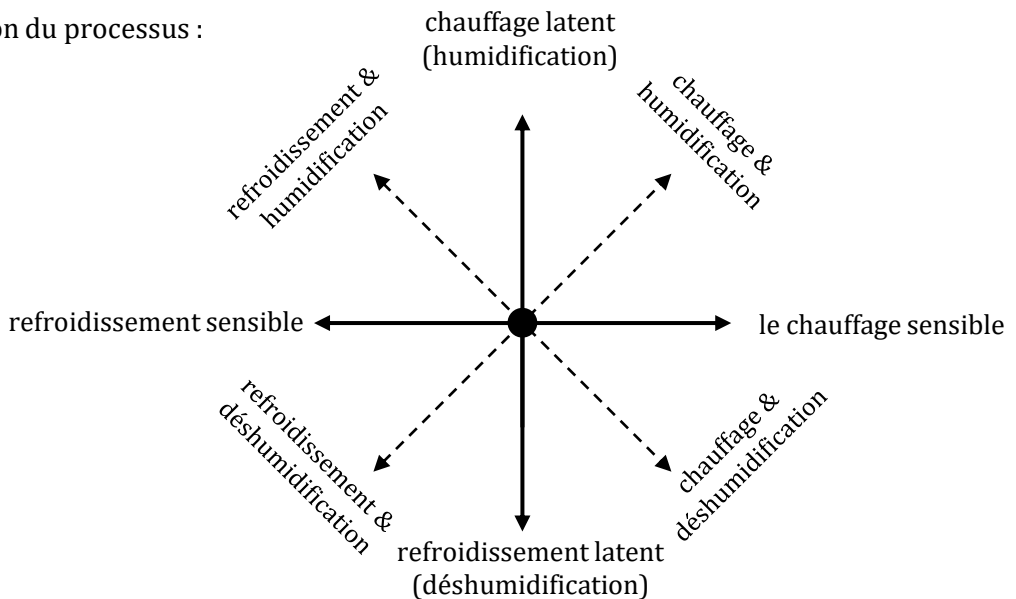 on du processus :
chauffage latent
(humidification)
refroidissement &
humidification
chauffage &
humidification
refroidissement sensible
le chauffage sensible
refroidissement &
déshumidification
chauffage &
déshumidification
refroidissement latent
(déshumidification)